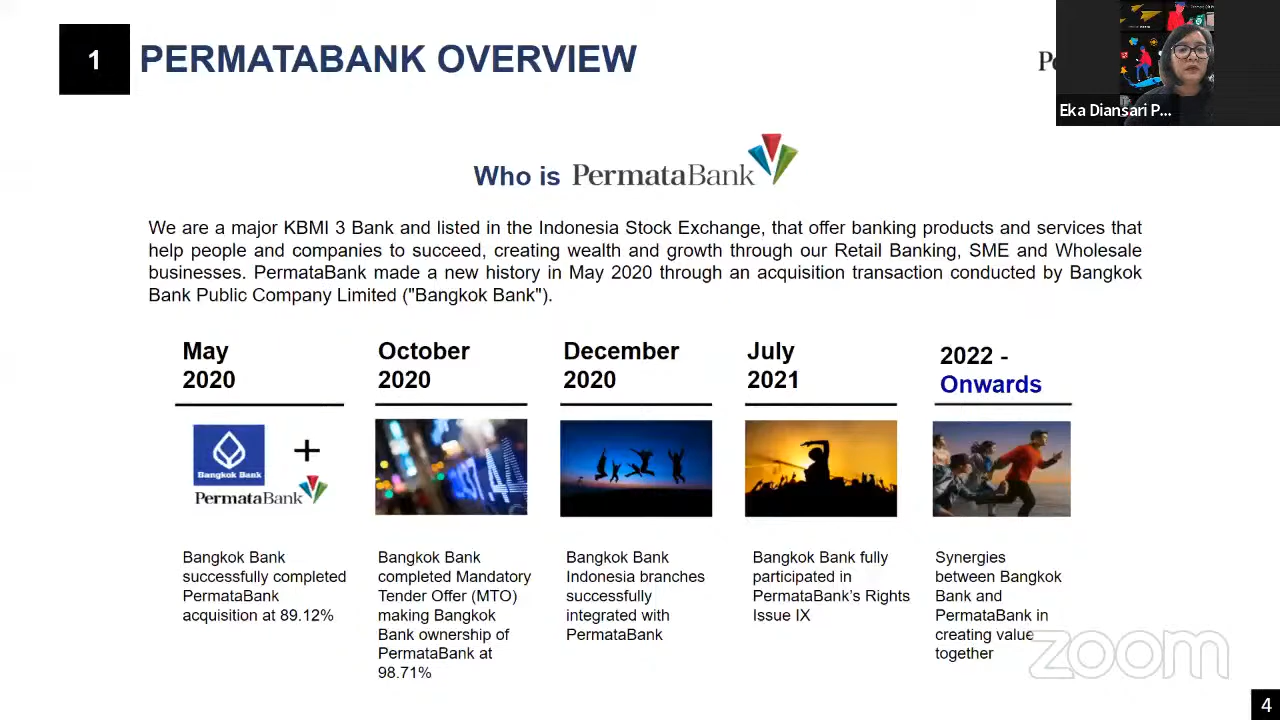 1
PERMATABANK OVERVIEW
Eka Diansari P...
Who is PermataBank
We are a major KBMI 3 Bank and listed in the Indonesia Stock Exchange, that offer banking products and services that
help people and companies to succeed, creating wealth and growth through our Retail Banking, SME and Wholesale
businesses. PermataBank made a new history in May 2020 through an acquisition transaction conducted by Bangkok
Bank Public Company Limited ("Bangkok Bank").
May
2020
Bangkok Bank
+
PermataBank
Bangkok Bank
successfully completed
PermataBank
acquisition at 89.12%
October
2020
Bangkok Bank
completed Mandatory
Tender Offer (MTO)
making Bangkok
Bank ownership of
PermataBank at
98.71%
December
2020
Bangkok Bank
Indonesia branches
successfully
integrated with
PermataBank
July
2021
Bangkok Bank fully
participated in
PermataBank’s Rights
Issue IX
2022 -
Onwards
Synergies
between Bangkok
Bank and
PermataBank in
creating value
together
zoom
4